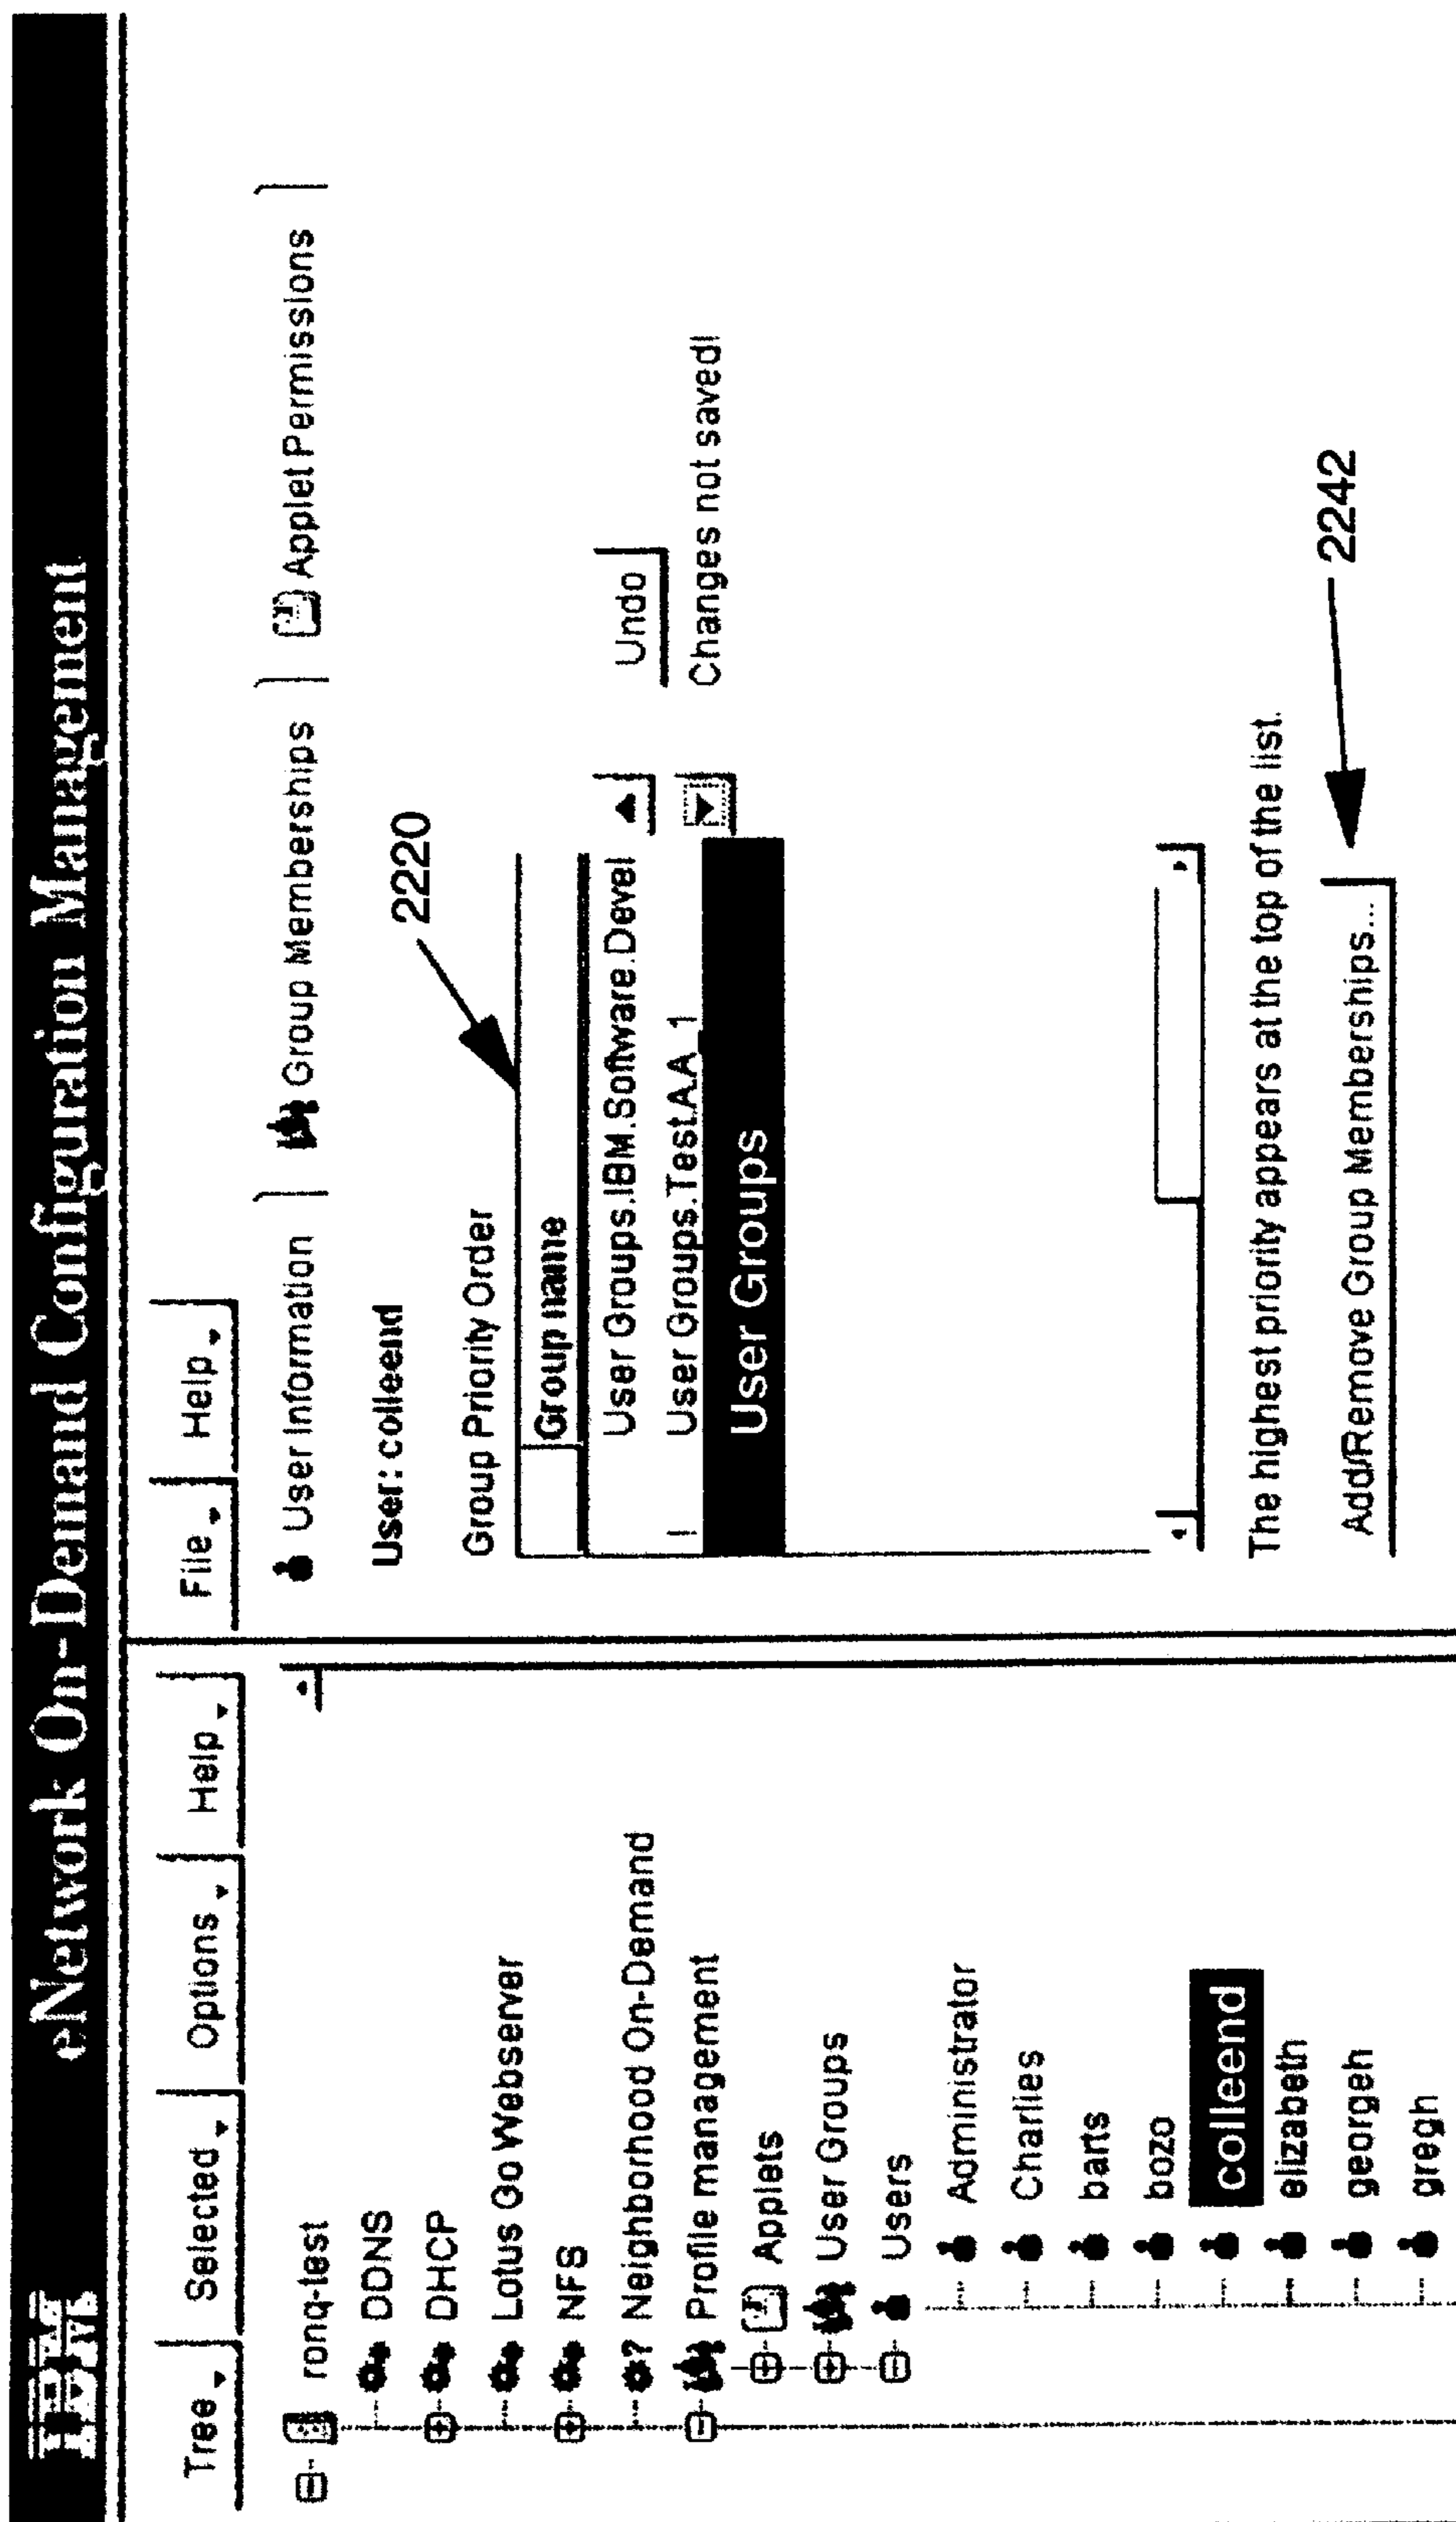 IBM eNetwork On-Demand Configuration Management
Tree Selected Options Help
ronq-test
DDNS
DHCP
Lotus Go Webserver
NFS
? Neighborhood On-Demand
Profile management
Applets
User Groups
Users
Administrator
Charlies
barts
bozo
colleend
elizabeth
georgeh
gregh
File Help
User Information Group Memberships Applet Permissions
User: colleend
2220
Group Priority Order
Group name
User Groups.IBM.Software.Devel
User Groups.Test.AA_1
User Groups
Undo
Changes not saved!
The highest priority appears at the top of the list.
Add/Remove Group Memberships...
2242